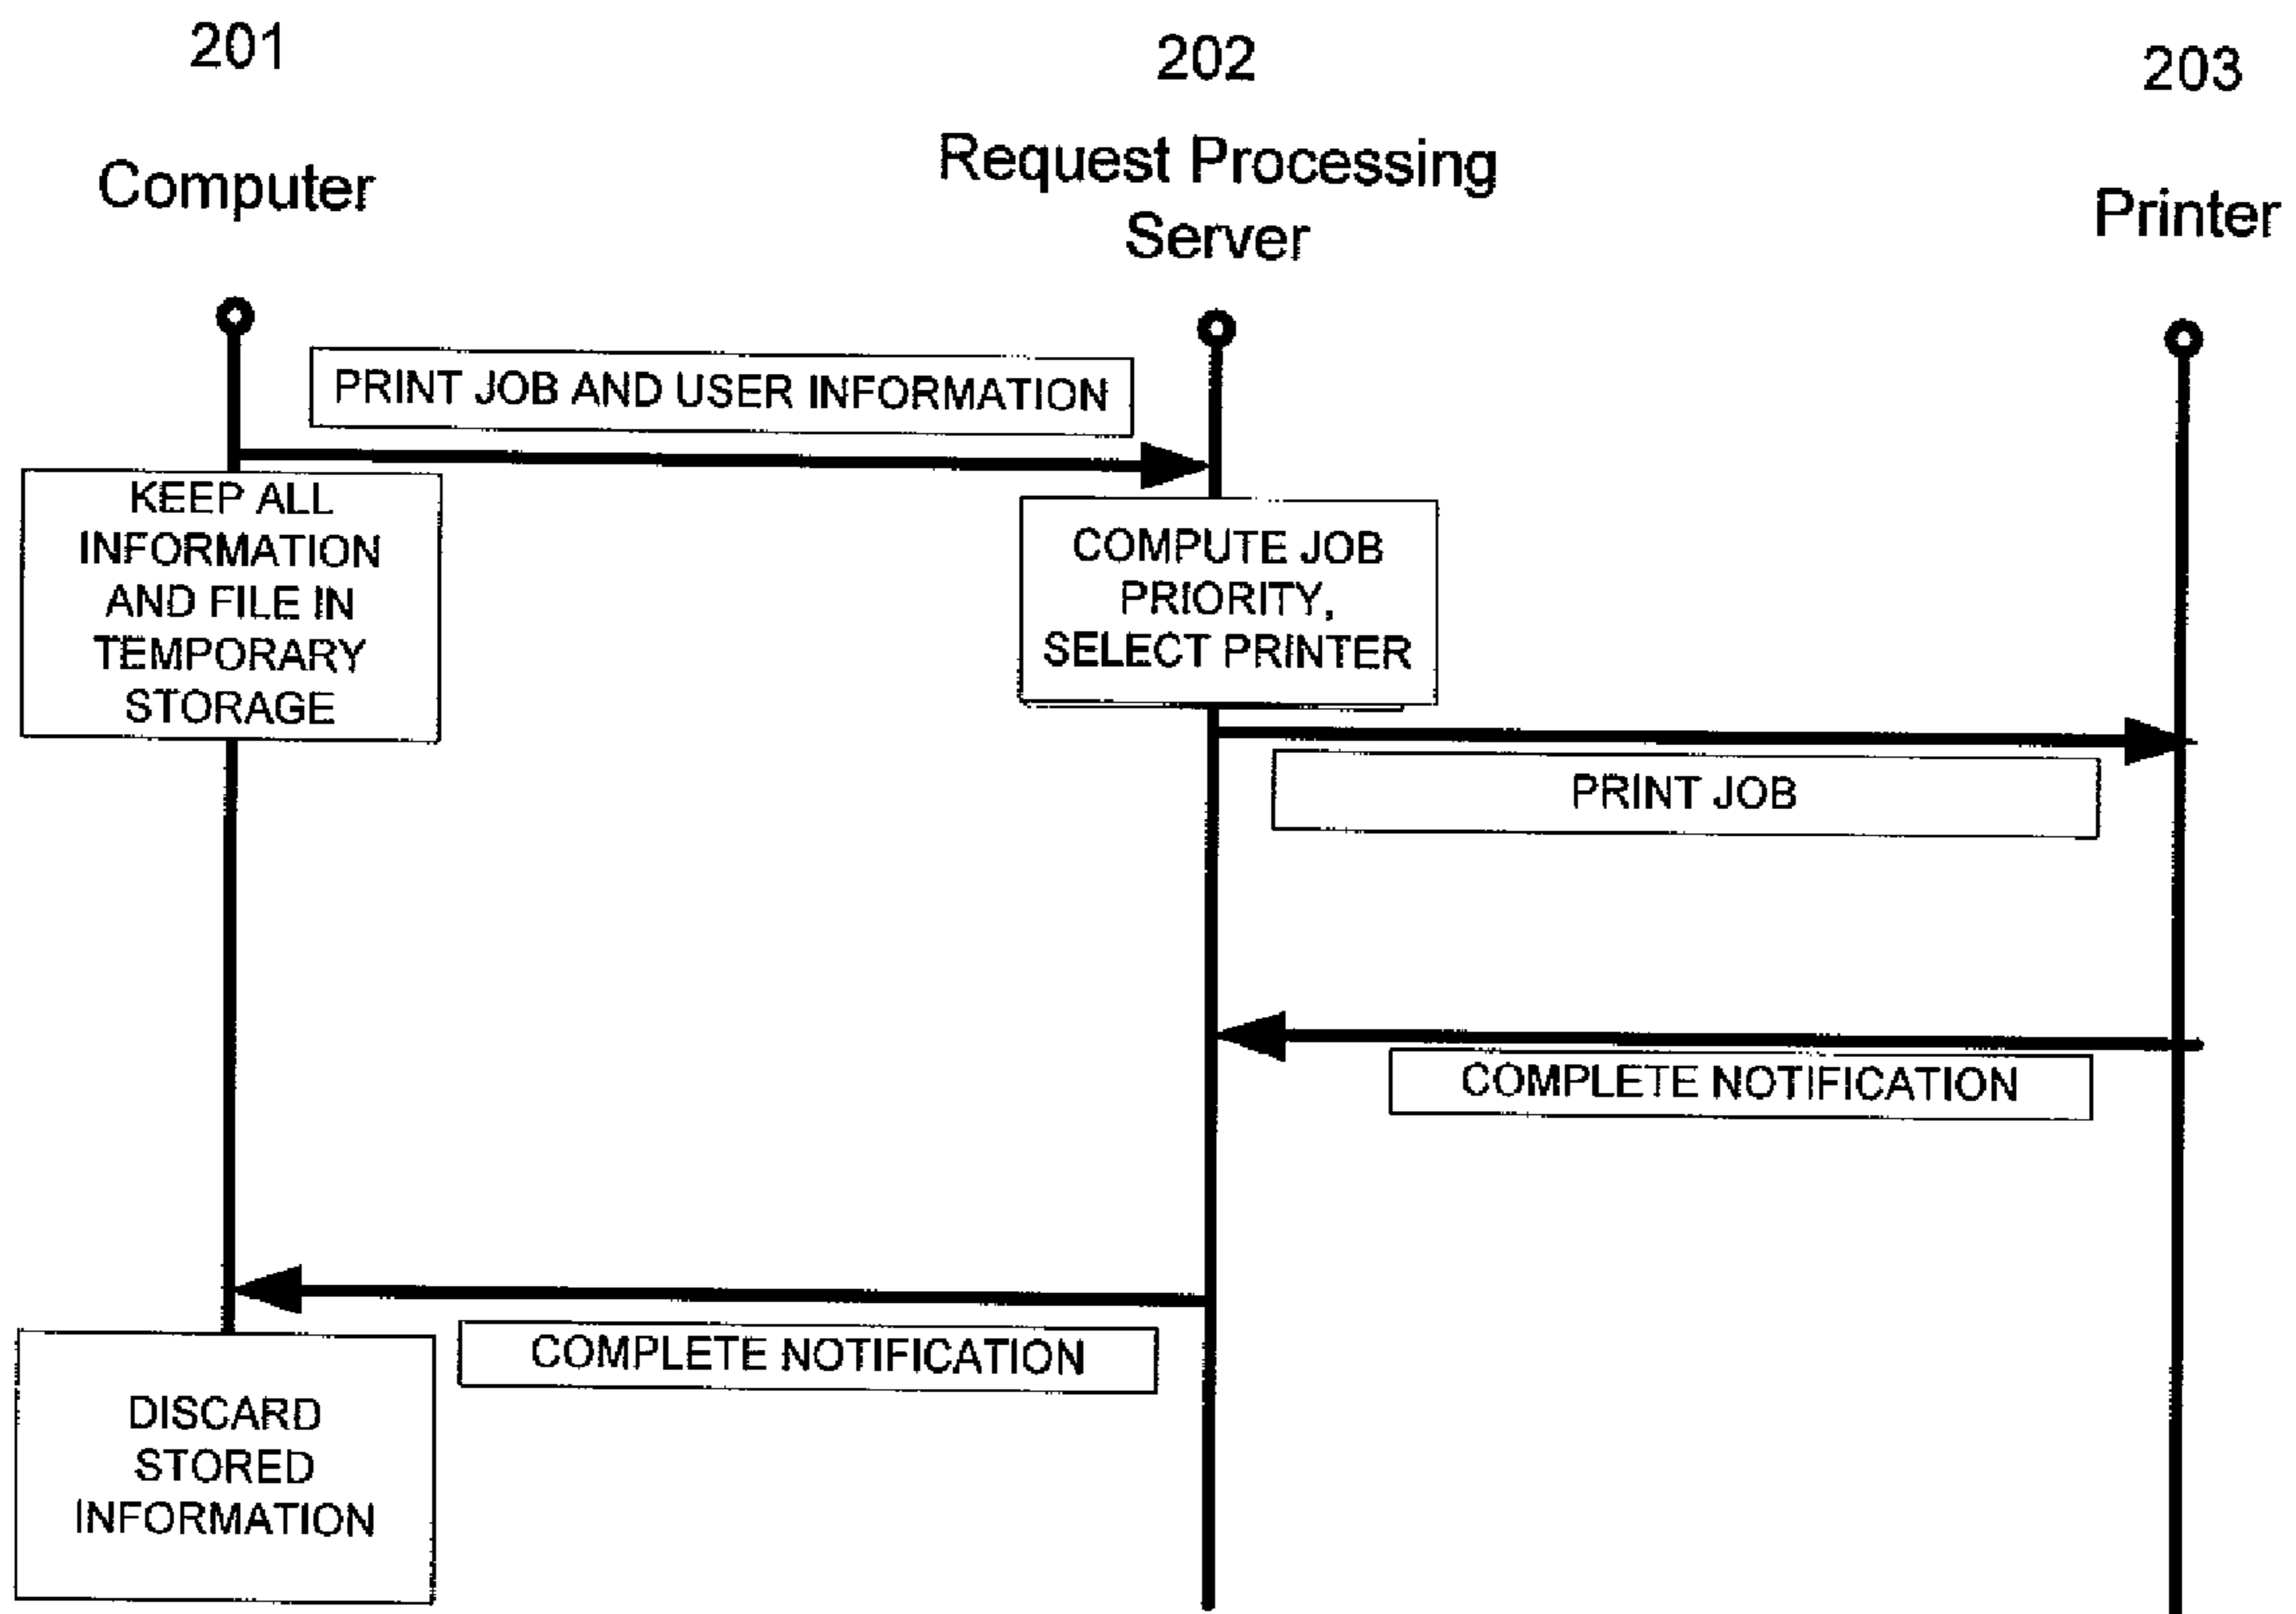 201
202
203
Computer
Request Processing
Server
Printer
PRINT JOB AND USER INFORMATION
KEEP ALL
INFORMATION
AND FILE IN
TEMPORARY
STORAGE
COMPUTE JOB
PRIORITY,
SELECT PRINTER
PRINT JOB
COMPLETE NOTIFICATION
COMPLETE NOTIFICATION
DISCARD
STORED
INFORMATION